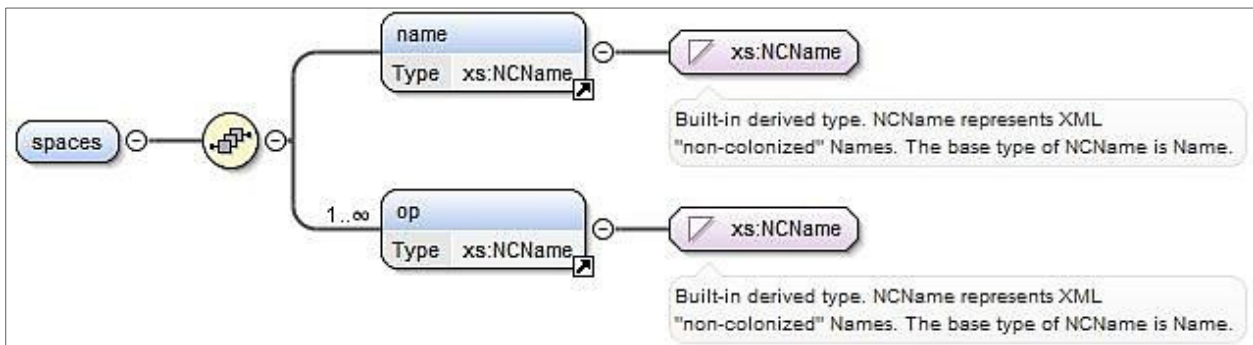 name
Type xs:NCName
xs:NCName
Built-in derived type. NCName represents XML
"non-colonized" Names. The base type of NCName is Name.
spaces
1..∞
op
Type xs:NCName
xs:NCName
Built-in derived type. NCName represents XML
"non-colonized" Names. The base type of NCName is Name.